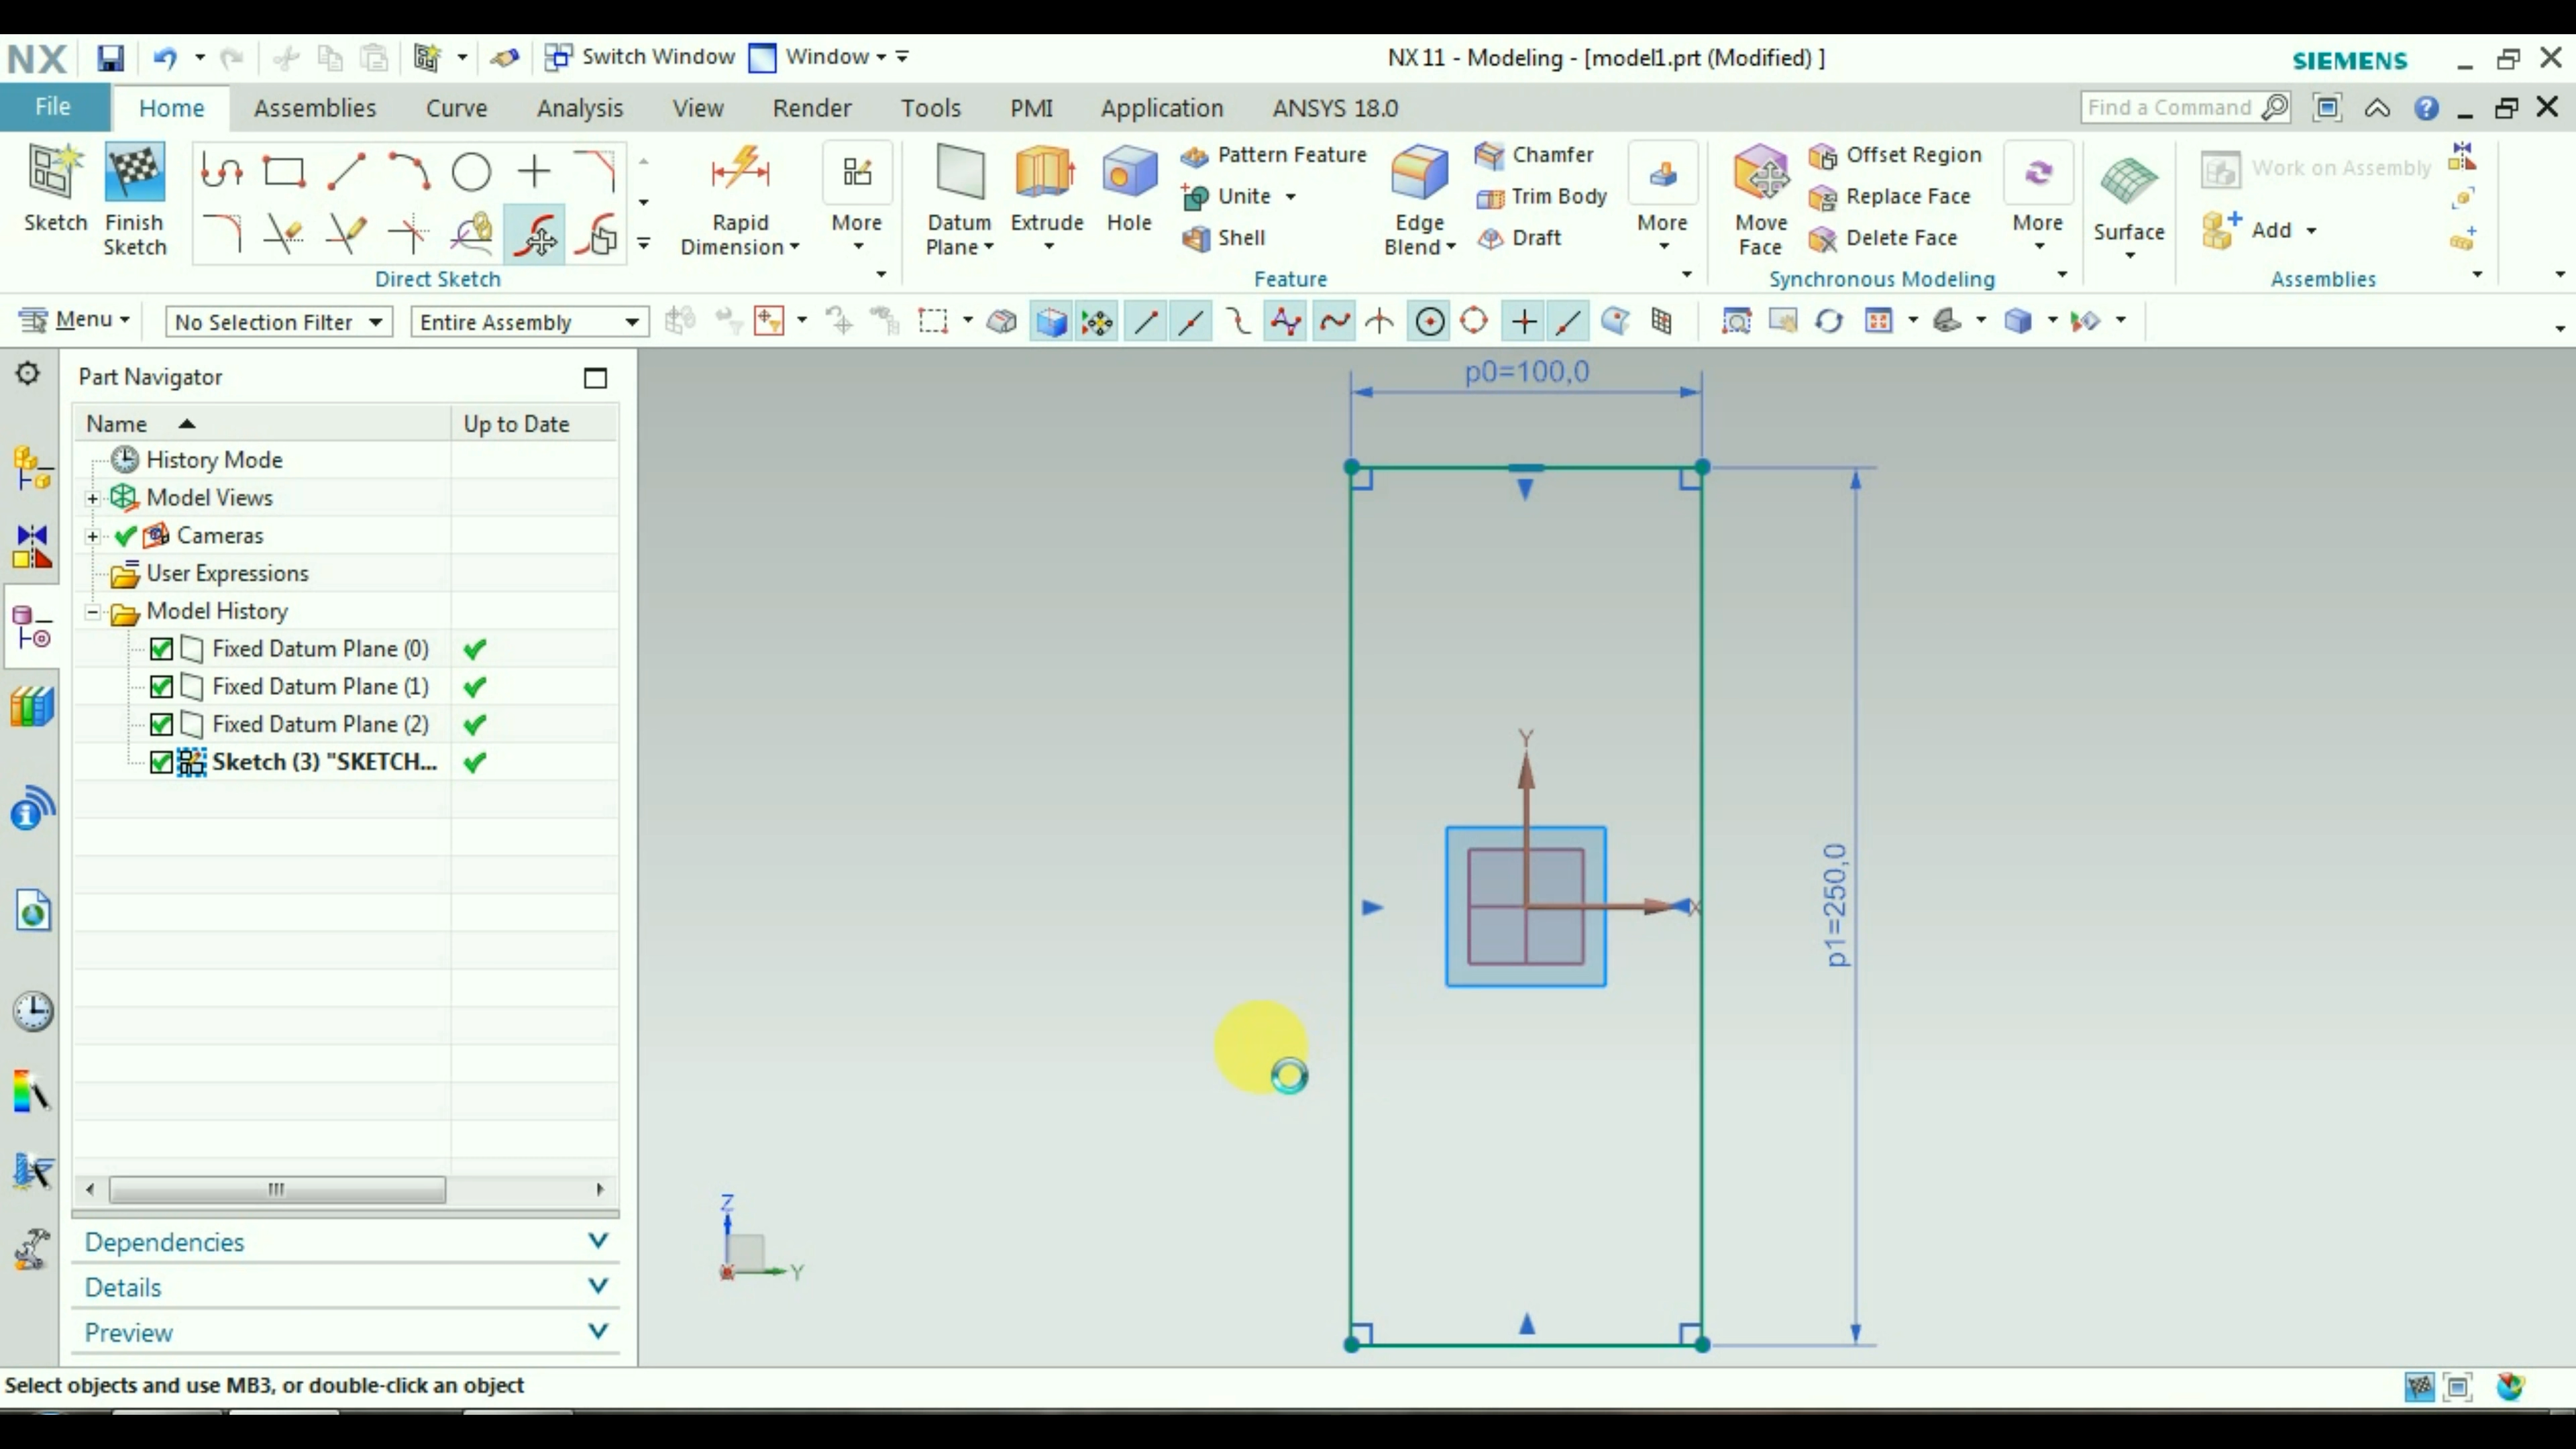 NX Switch Window Window NX 11 - Modeling - [model1.prt (Modified) ] SIEMENS
File Home Assemblies Curve Analysis View Render Tools PMI Application ANSYS 18.0 Find a Command
Sketch
Finish
Sketch
Direct Sketch
Rapid
Dimension
More
Datum
Plane
Extrude
Hole
Pattern Feature
Unite
Shell
Edge
Blend
Chamfer
Trim Body
Draft
More
Feature
Move
Face
Offset Region
Replace Face
Delete Face
More
Synchronous Modeling
Surface
Work on Assembly
Add
Assemblies
Menu No Selection Filter Entire Assembly
Part Navigator
Name Up to Date
History Mode
Model Views
Cameras
User Expressions
Model History
Fixed Datum Plane (0)
Fixed Datum Plane (1)
Fixed Datum Plane (2)
Sketch (3) "SKETCH...
Dependencies
Details
Preview
p0=100,0
Y
X
p1=250,0
Z
Y
Select objects and use MB3, or double-click an object